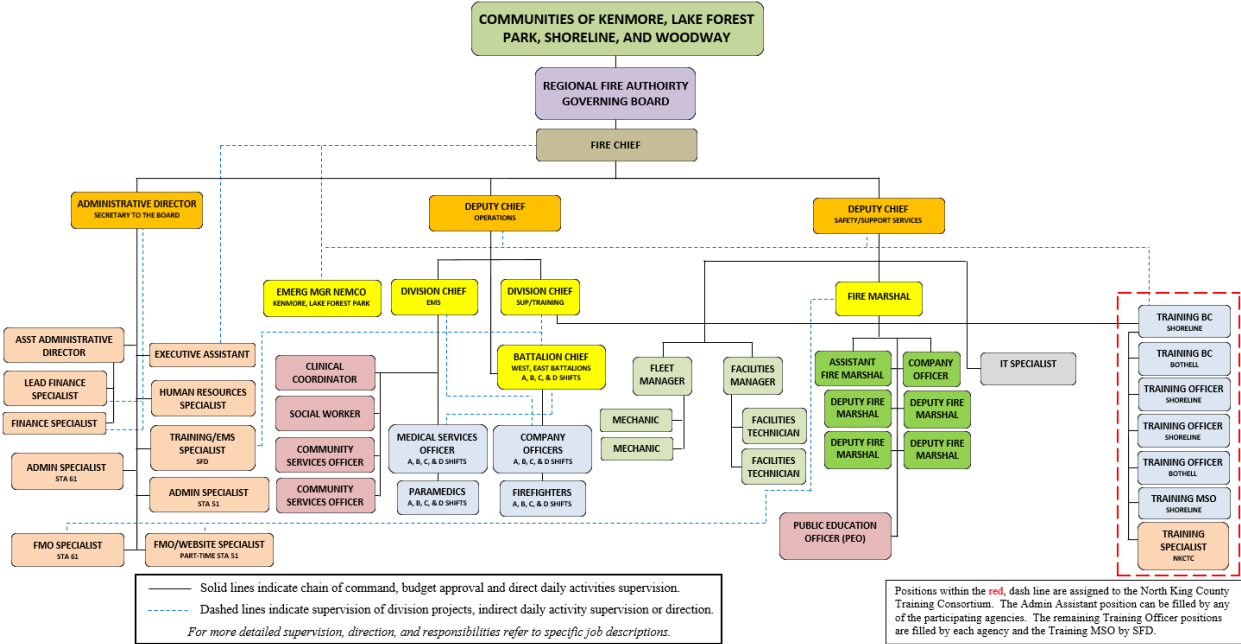 COMMUNITIES OF KENMORE, LAKE FOREST
PARK, SHORELINE, AND WOODWAY
REGIONAL FIRE AUTHOIRTY
GOVERNING BOARD
FIRE CHIEF
ADMINISTRATIVE DIRECTOR
SECRETARY TO THE BOARD
DEPUTY CHIEF
OPERATIONS
DEPUTY CHIEF
SAFETY/SUPPORT SERVICES
EMERG MGR NEMCO
KENMORE, LAKE FOREST PARK
DIVISION CHIEF
EMS
DIVISION CHIEF
SUP/TRAINING
FIRE MARSHAL
ASST ADMINISTRATIVE
DIRECTOR
EXECUTIVE ASSISTANT
LEAD FINANCE
SPECIALIST
HUMAN RESOURCES
SPECIALIST
FINANCE SPECIALIST
TRAINING/EMS
SPECIALIST
SFD
ADMIN SPECIALIST
STA 61
ADMIN SPECIALIST
STA 51
FMO SPECIALIST
STA 61
FMO/WEBSITE SPECIALIST
PART-TIME STA 51
CLINICAL
COORDINATOR
SOCIAL WORKER
COMMUNITY
SERVICES OFFICER
COMMUNITY
SERVICES OFFICER
BATTALION CHIEF
WEST, EAST BATTALIONS
A, B, C, & D SHIFTS
MEDICAL SERVICES
OFFICER
A, B, C, & D SHIFTS
COMPANY
OFFICERS
A, B, C, & D SHIFTS
PARAMEDICS
A, B, C, & D SHIFTS
FIREFIGHTERS
A, B, C, & D SHIFTS
FLEET
MANAGER
MECHANIC
MECHANIC
FACILITIES
MANAGER
FACILITIES
TECHNICIAN
FACILITIES
TECHNICIAN
ASSISTANT
FIRE MARSHAL
COMPANY
OFFICER
DEPUTY FIRE
MARSHAL
DEPUTY FIRE
MARSHAL
DEPUTY FIRE
MARSHAL
DEPUTY FIRE
MARSHAL
PUBLIC EDUCATION
OFFICER (PEO)
IT SPECIALIST
TRAINING BC
SHORELINE
TRAINING BC
BOTHELL
TRAINING OFFICER
SHORELINE
TRAINING OFFICER
SHORELINE
TRAINING OFFICER
BOTHELL
TRAINING MSO
SHORELINE
TRAINING
SPECIALIST
NKCTC
Solid lines indicate chain of command, budget approval and direct daily activities supervision.
Dashed lines indicate supervision of division projects, indirect daily activity supervision or direction.
For more detailed supervision, direction, and responsibilities refer to specific job descriptions.
Positions within the red, dash line are assigned to the North King County
Training Consortium. The Admin Assistant position can be filled by any
of the participating agencies. The remaining Training Officer positions
are filled by each agency and the Training MSO by SFD.